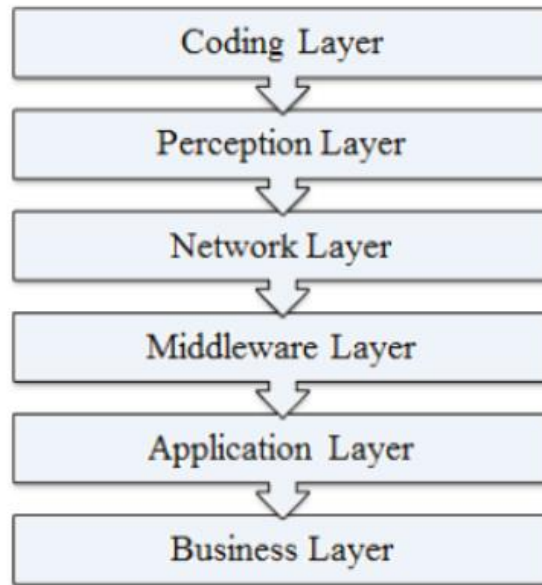 Coding Layer
Perception Layer
Network Layer
Middleware Layer
Application Layer
Business Layer